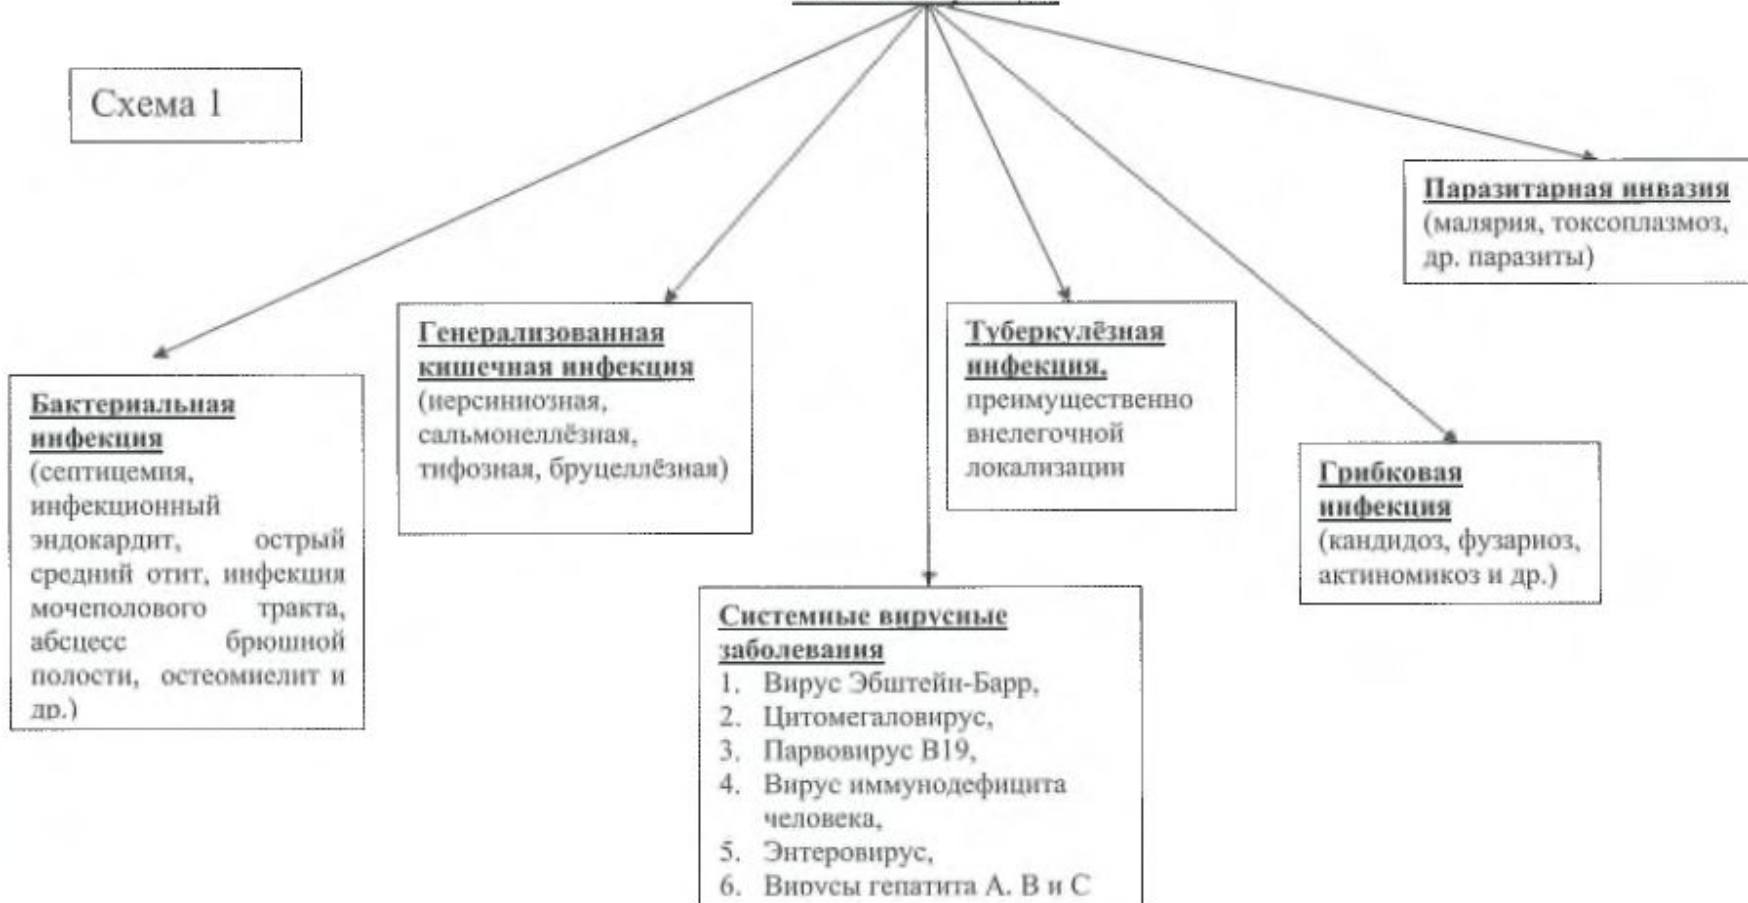 Схема 1
Паразитарная инвазия
(малярия, токсоплазмоз,
др. паразиты)
Генерализованная
кишечная инфекция
(иерсиниозная,
сальмонеллёзная,
тифозная, бруцеллёзная)
Туберкулёзная
инфекция,
преимущественно
внелегочной
локализации
Бактериальная
инфекция
(септицемия,
инфекционный
эндокардит, острый
средний отит, инфекция
мочеполового тракта,
абсцесс брюшной
полости, остеомиелит и
др.)
Грибковая
инфекция
(кандидоз, фузариоз,
актиномикоз и др.)
Системные вирусные
заболевания
1. Вирус Эбштейн-Барр,
2. Цитомегаловирус,
3. Парвовирус В19,
4. Вирус иммунодефицита
человека,
5. Энтеровирус,
6. Вирусы гепатита А. В и С